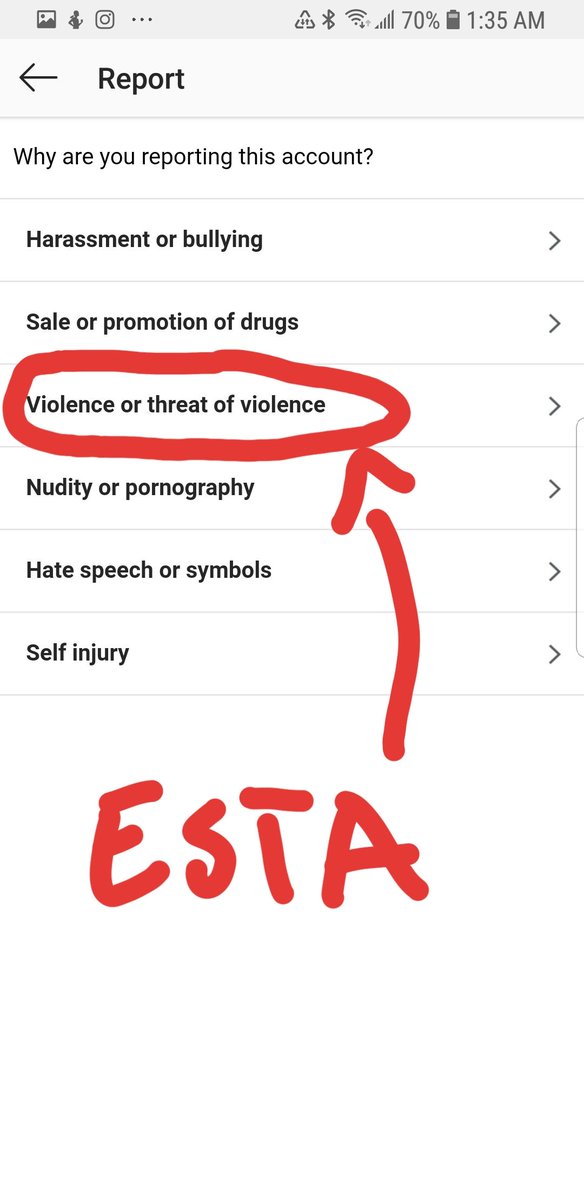 70% 1:35 AM
Report
Why are you reporting this account?
Harassment or bullying
Sale or promotion of drugs
Violence or threat of violence
Nudity or pornography
Hate speech or symbols
Self injury
ESTA